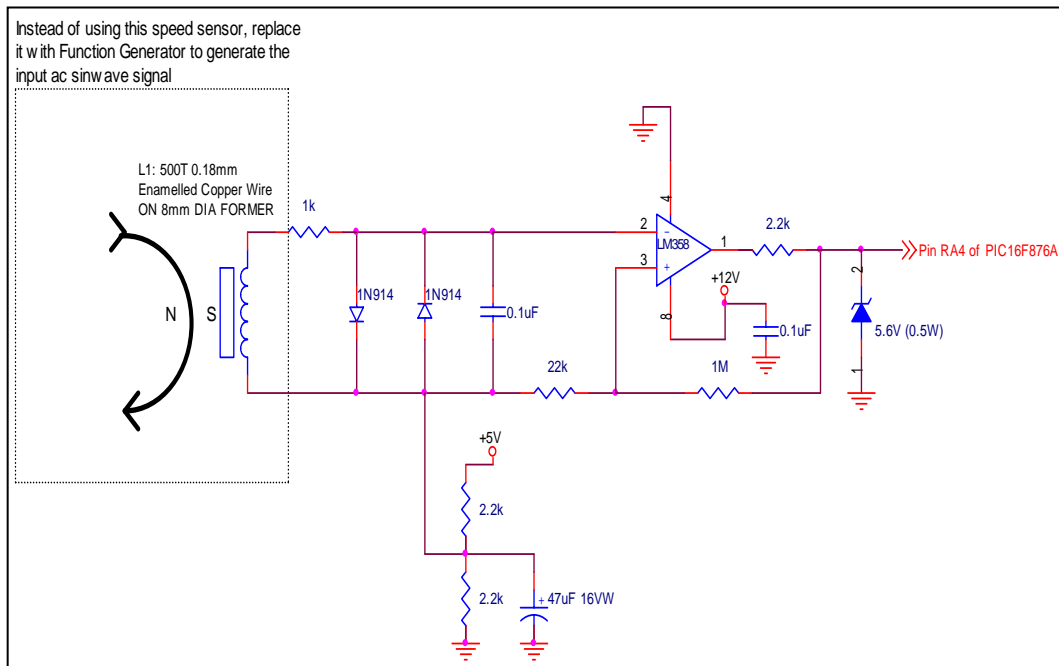 Instead of using this speed sensor, replace
it with Function Generator to generate the
input ac sinwave signal
L1: 500T 0.18mm
Enamelled Copper Wire
ON 8mm DIA FORMER
N
S
1k
1N914
1N914
0.1uF
2
3
4
LM358
-
+
1
8
+12V
0.1uF
2.2k
Pin RA4 of PIC16F876A
2
5.6V (0.5W)
1
22k
1M
+5V
2.2k
2.2k
+ 47uF 16VW